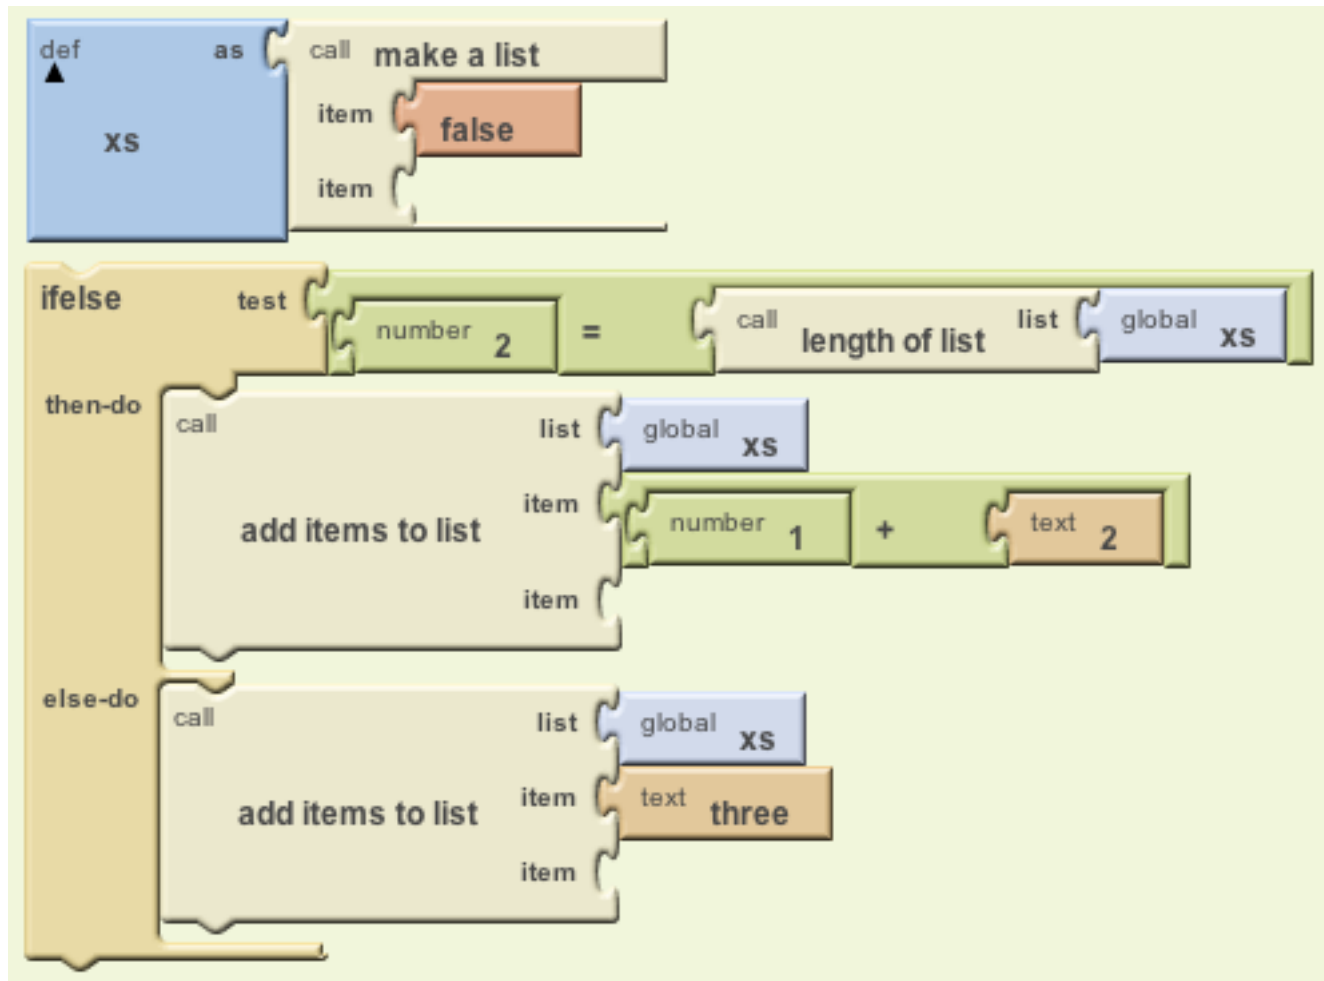 def as call make a list
xs
item false
item
ifelse test number 2 = call length of list list global xs
then-do call list global xs
add items to list item number 1 + text 2
item
else-do call list global xs
add items to list item text three
item